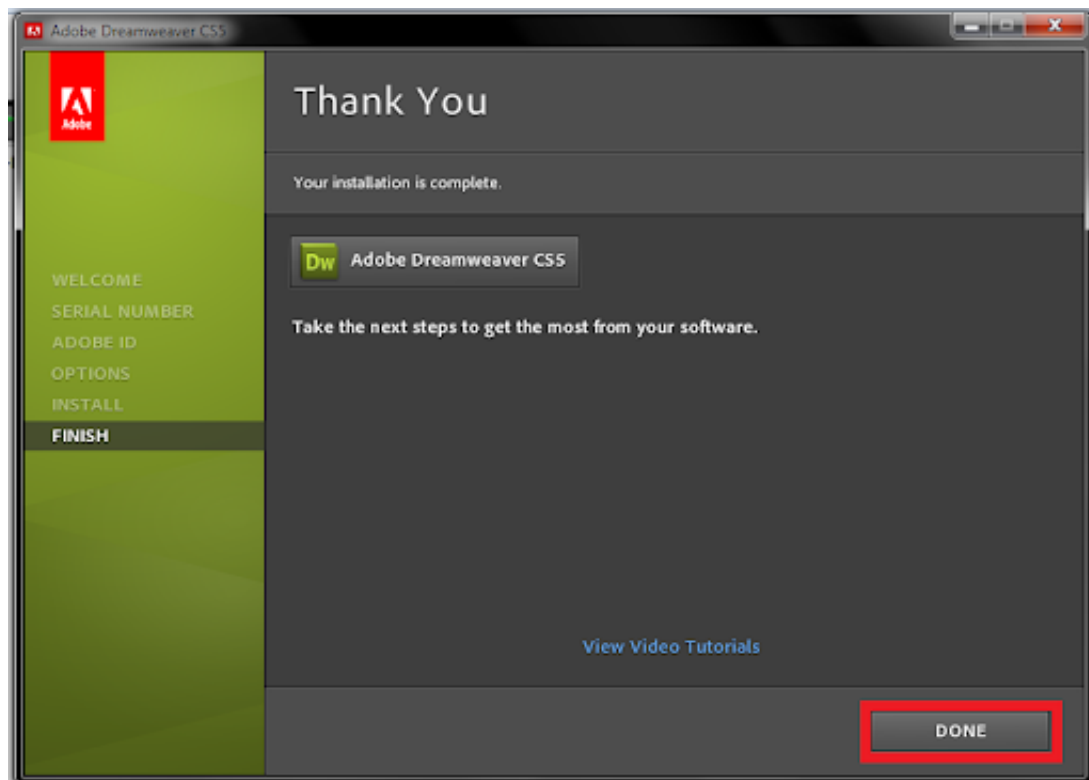 Adobe Dreamweaver CS5
Adobe
Thank You
Your installation is complete.
Dw Adobe Dreamweaver CS5
Take the next steps to get the most from your software.
WELCOME
SERIAL NUMBER
ADOBE ID
OPTIONS
INSTALL
FINISH
View Video Tutorials
DONE